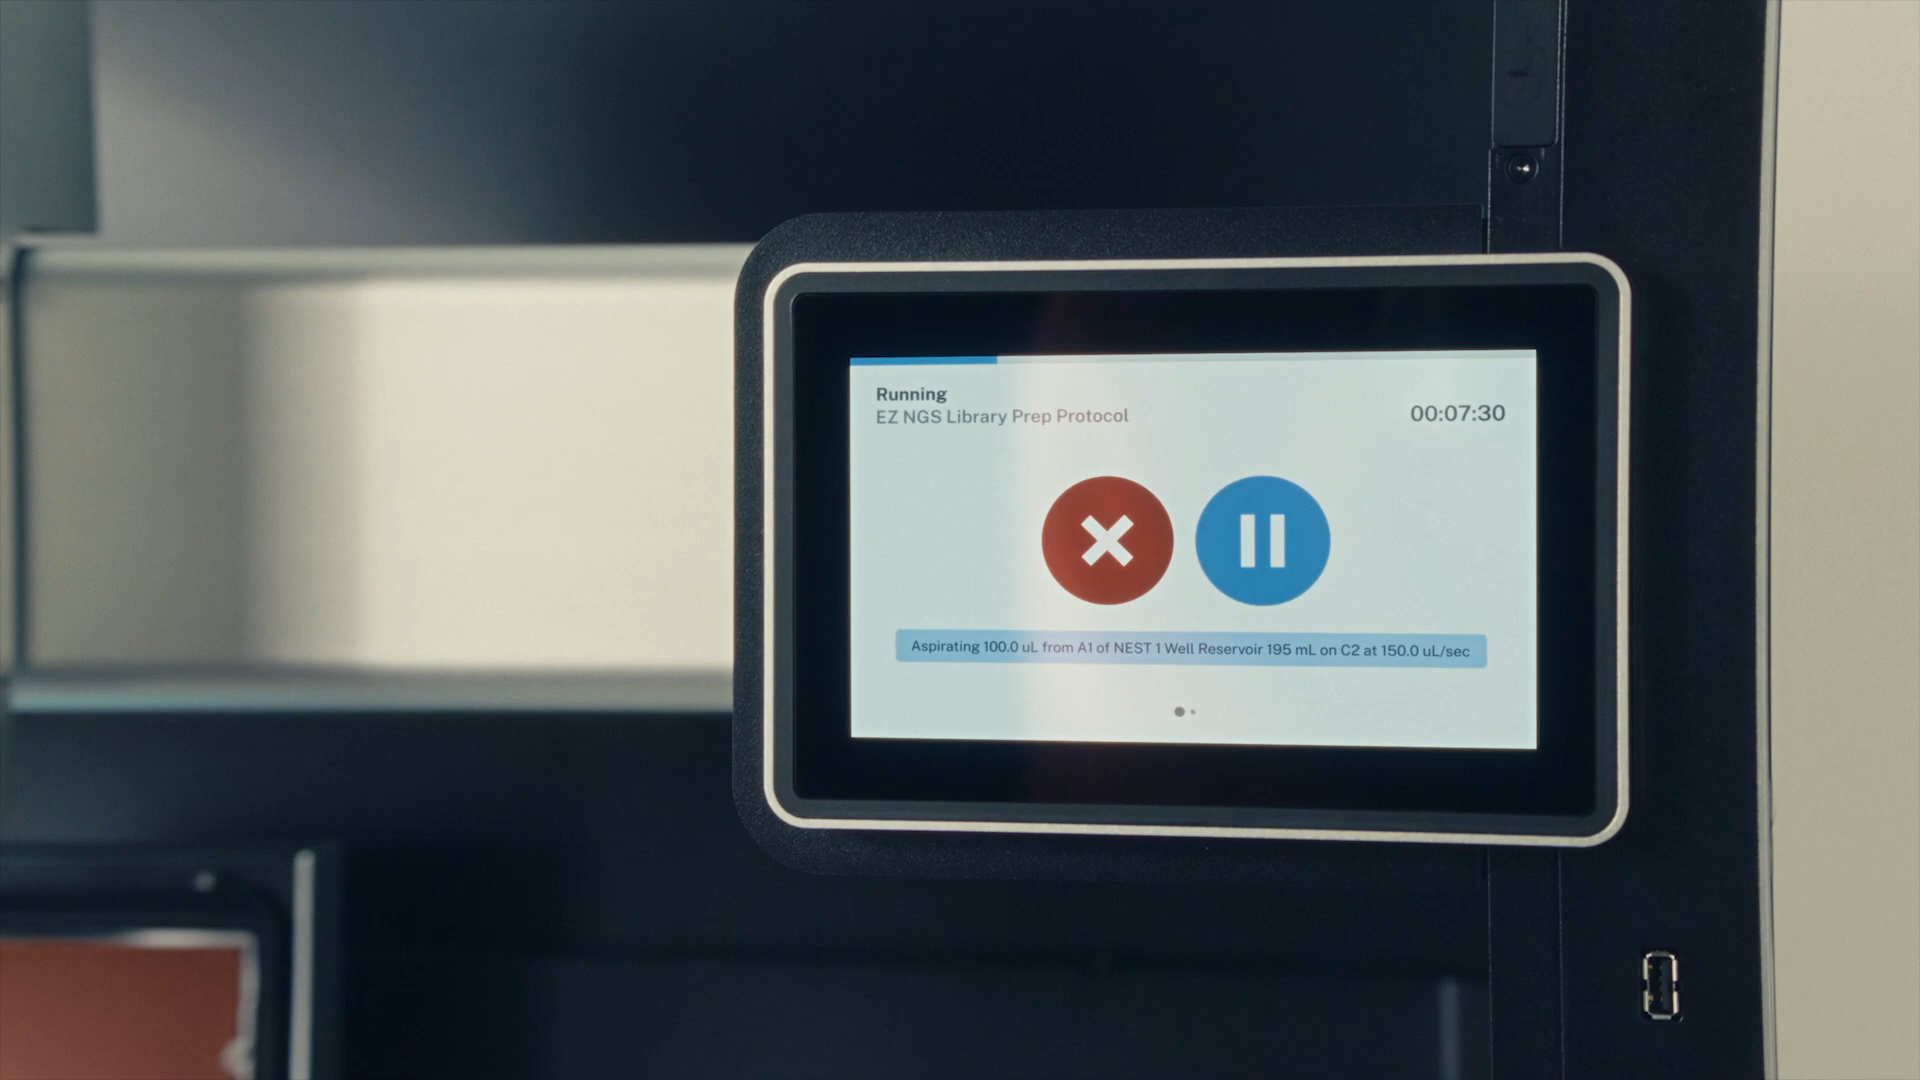 Running
EZ NGS Library Prep Protocol
00:07:30
Aspirating 100.0 uL from A1 of NEST 1 Well Reservoir 195 mL on C2 at 150.0 uL/sec